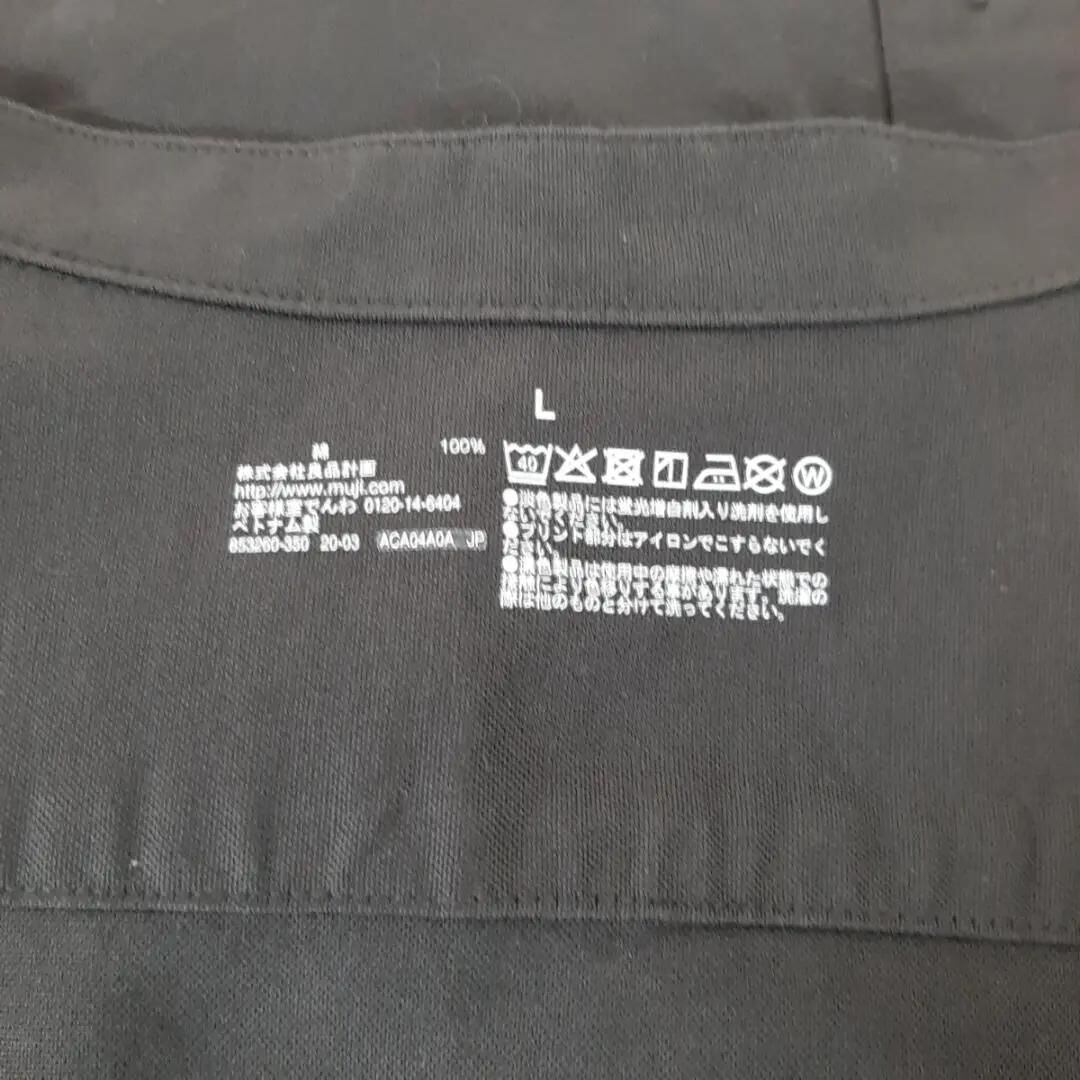 L
100%
株式会社良品計画
http://www.muji.com
お客様室でんわ 0120-14-6404
ベトナム製
853260-350 20-03 ACA04A0A JP
40
W
●淡色製品には蛍光増白剤入り洗剤を使用し
ないでください。
●プリント部分はアイロンでこすらないでく
ださい。
●濃色製品は使用中の摩擦や濡れた状態での
接触により色移りする事があります。洗濯の
際は他のものと分けて洗ってください。